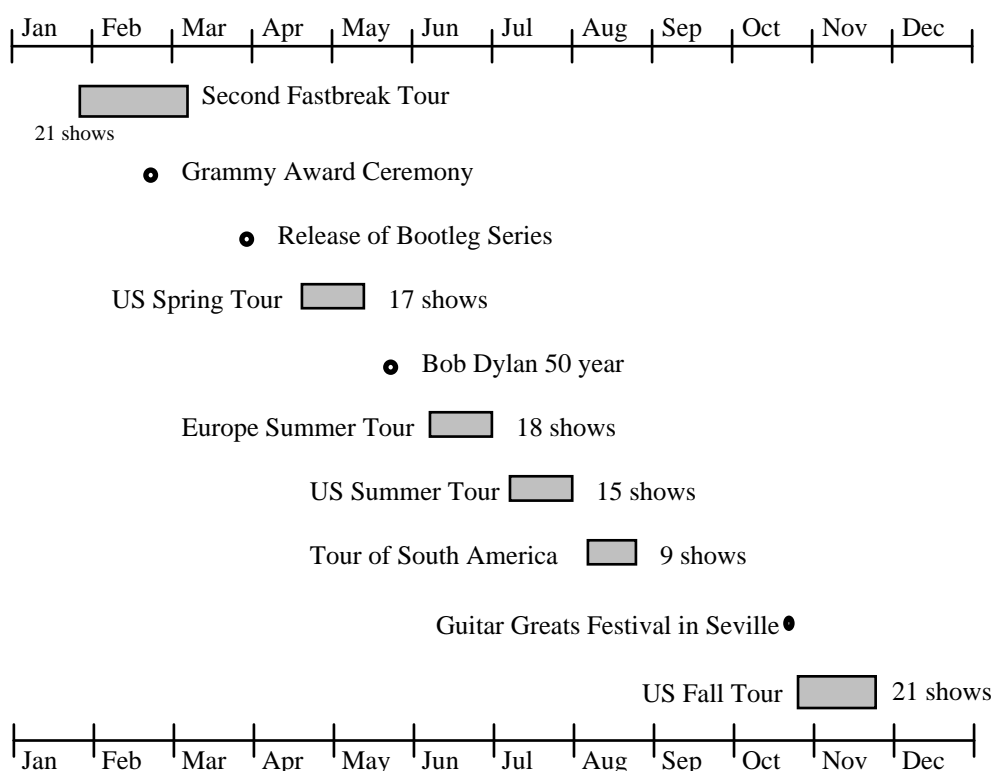 Jan Feb Mar Apr May Jun Jul Aug Sep Oct Nov Dec
Second Fastbreak Tour
21 shows
Grammy Award Ceremony
Release of Bootleg Series
US Spring Tour 17 shows
Bob Dylan 50 year
Europe Summer Tour 18 shows
US Summer Tour 15 shows
Tour of South America 9 shows
Guitar Greats Festival in Seville
US Fall Tour 21 shows
Jan Feb Mar Apr May Jun Jul Aug Sep Oct Nov Dec